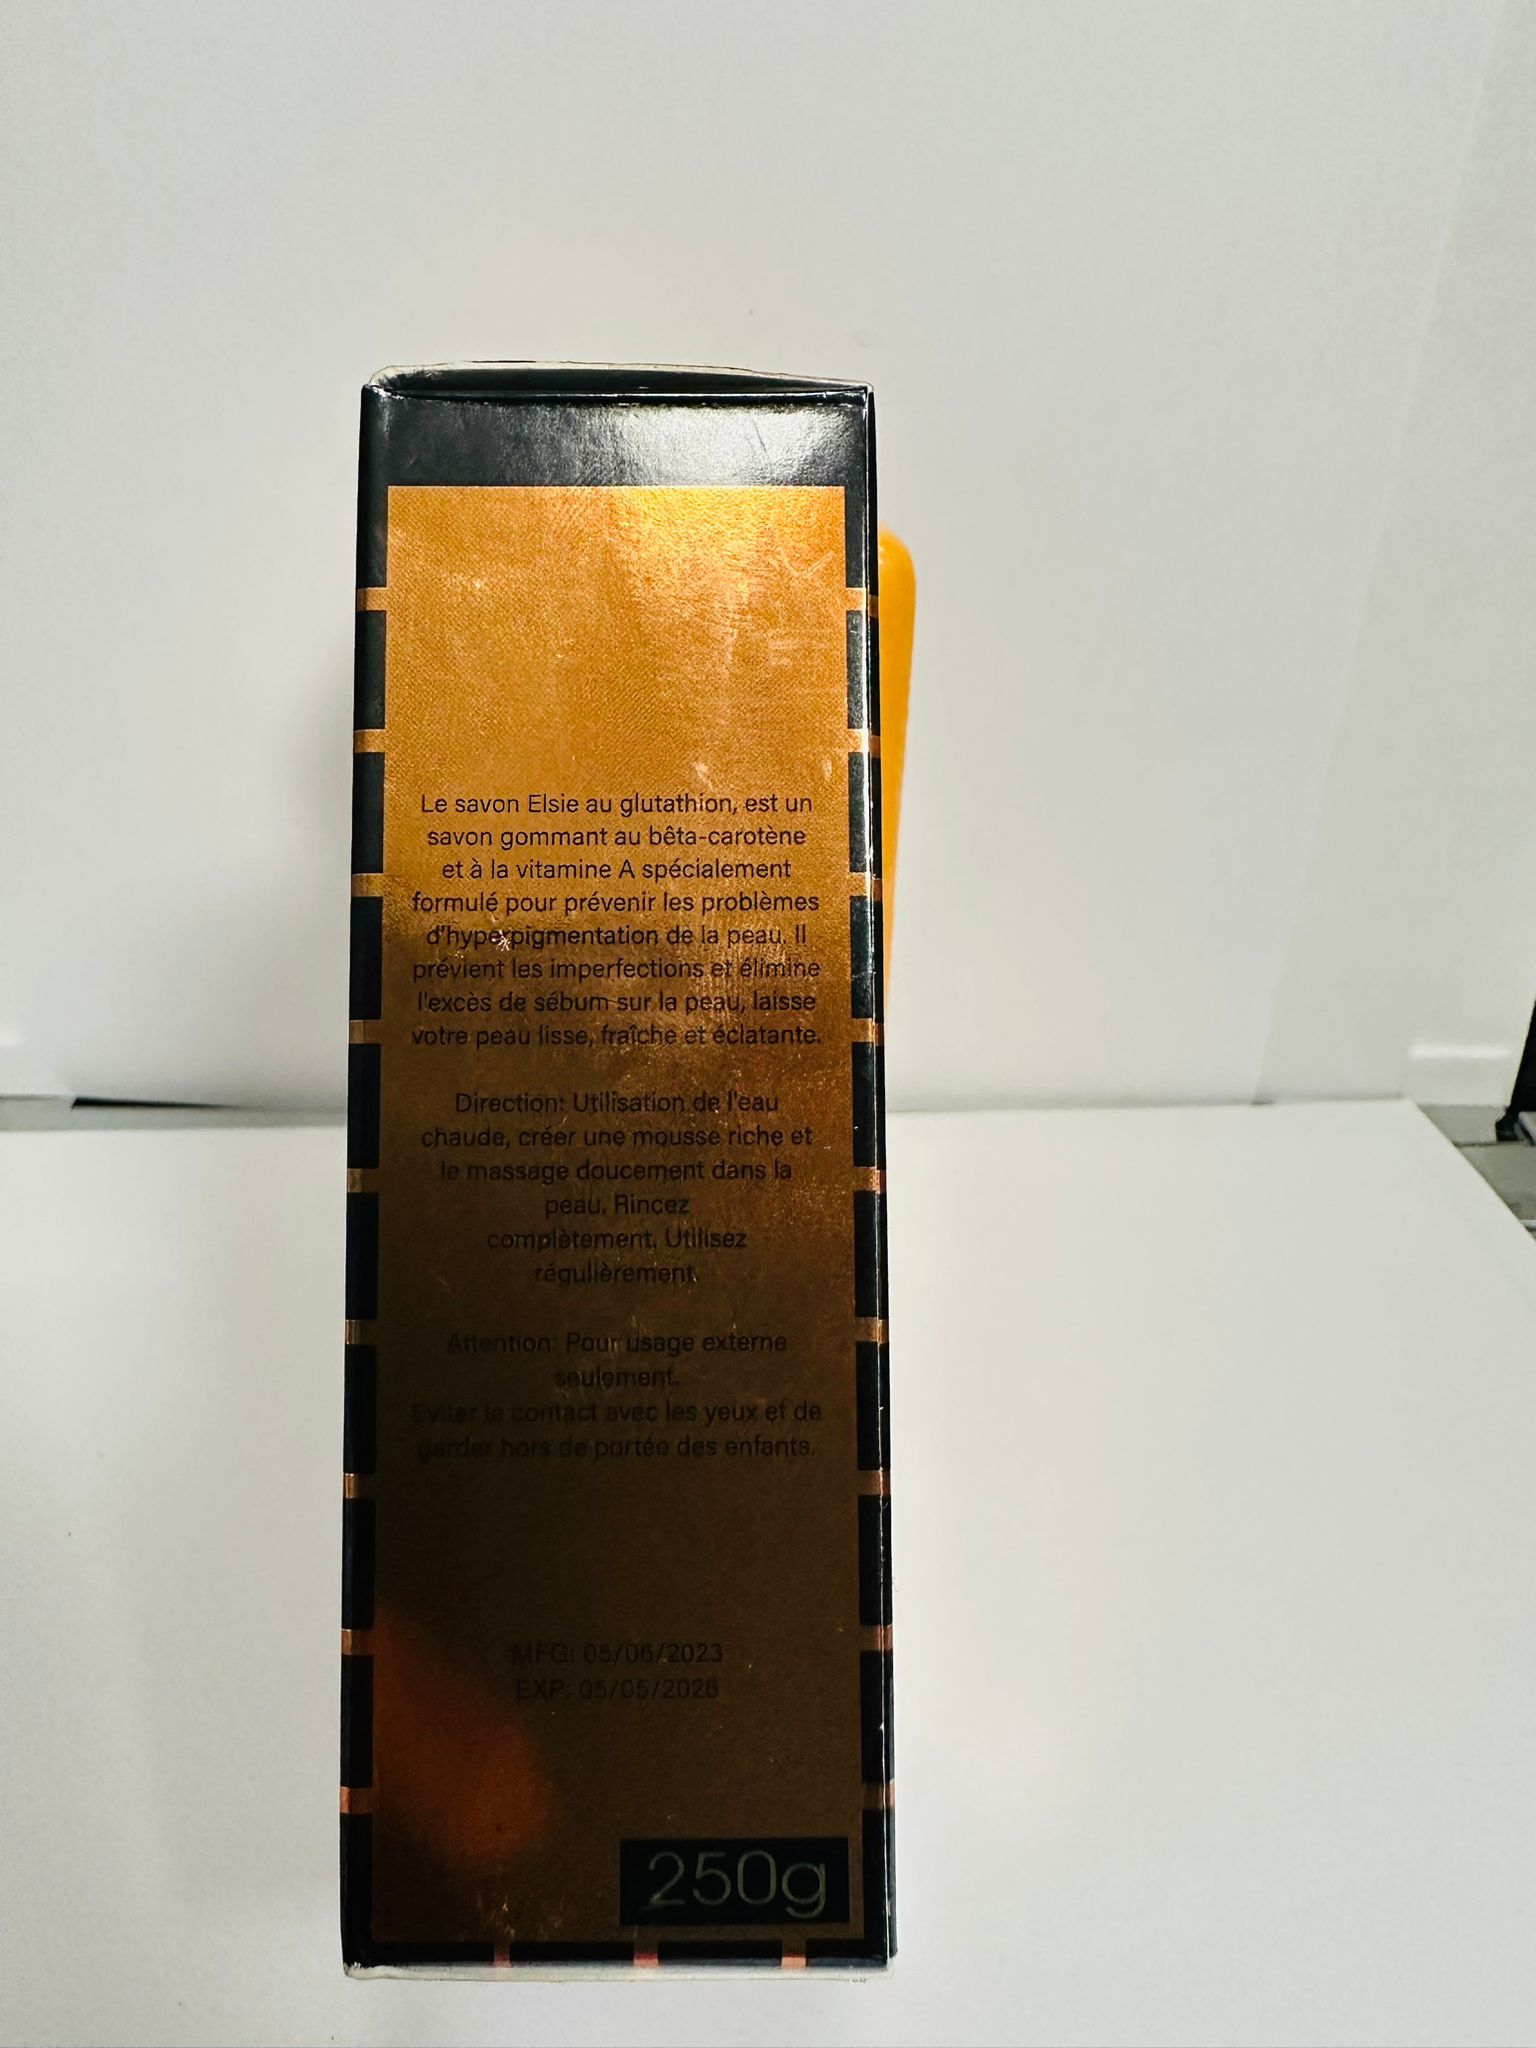 Le savon Elsie au glutathion, est un
savon gommant au bêta-carotène
et à la vitamine A spécialement
formulé pour prévenir les problèmes
d'hyperpigmentation de la peau. Il
prévient les imperfections et élimine
l'excès de sébum sur la peau, laisse
votre peau lisse, fraîche et éclatante.
Direction: Utilisation de l'eau
chaude, créer une mousse riche et
le massage doucement dans la
peau. Rincez
complètement. Utilisez
régulièrement.
Attention: Pour usage externe
seulement.
Eviter le contact avec les yeux et de
garder hors de portée des enfants.
MFG: 05/06/2023
EXP: 05/05/2026
250g